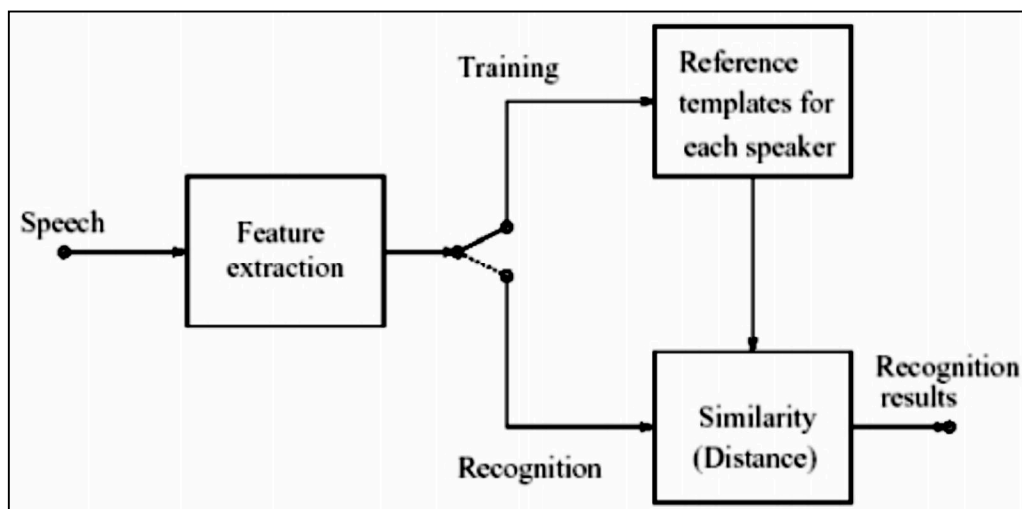 Speech
Feature
extraction
Training
Reference
templates for
each speaker
Recognition
Similarity
(Distance)
Recognition
results